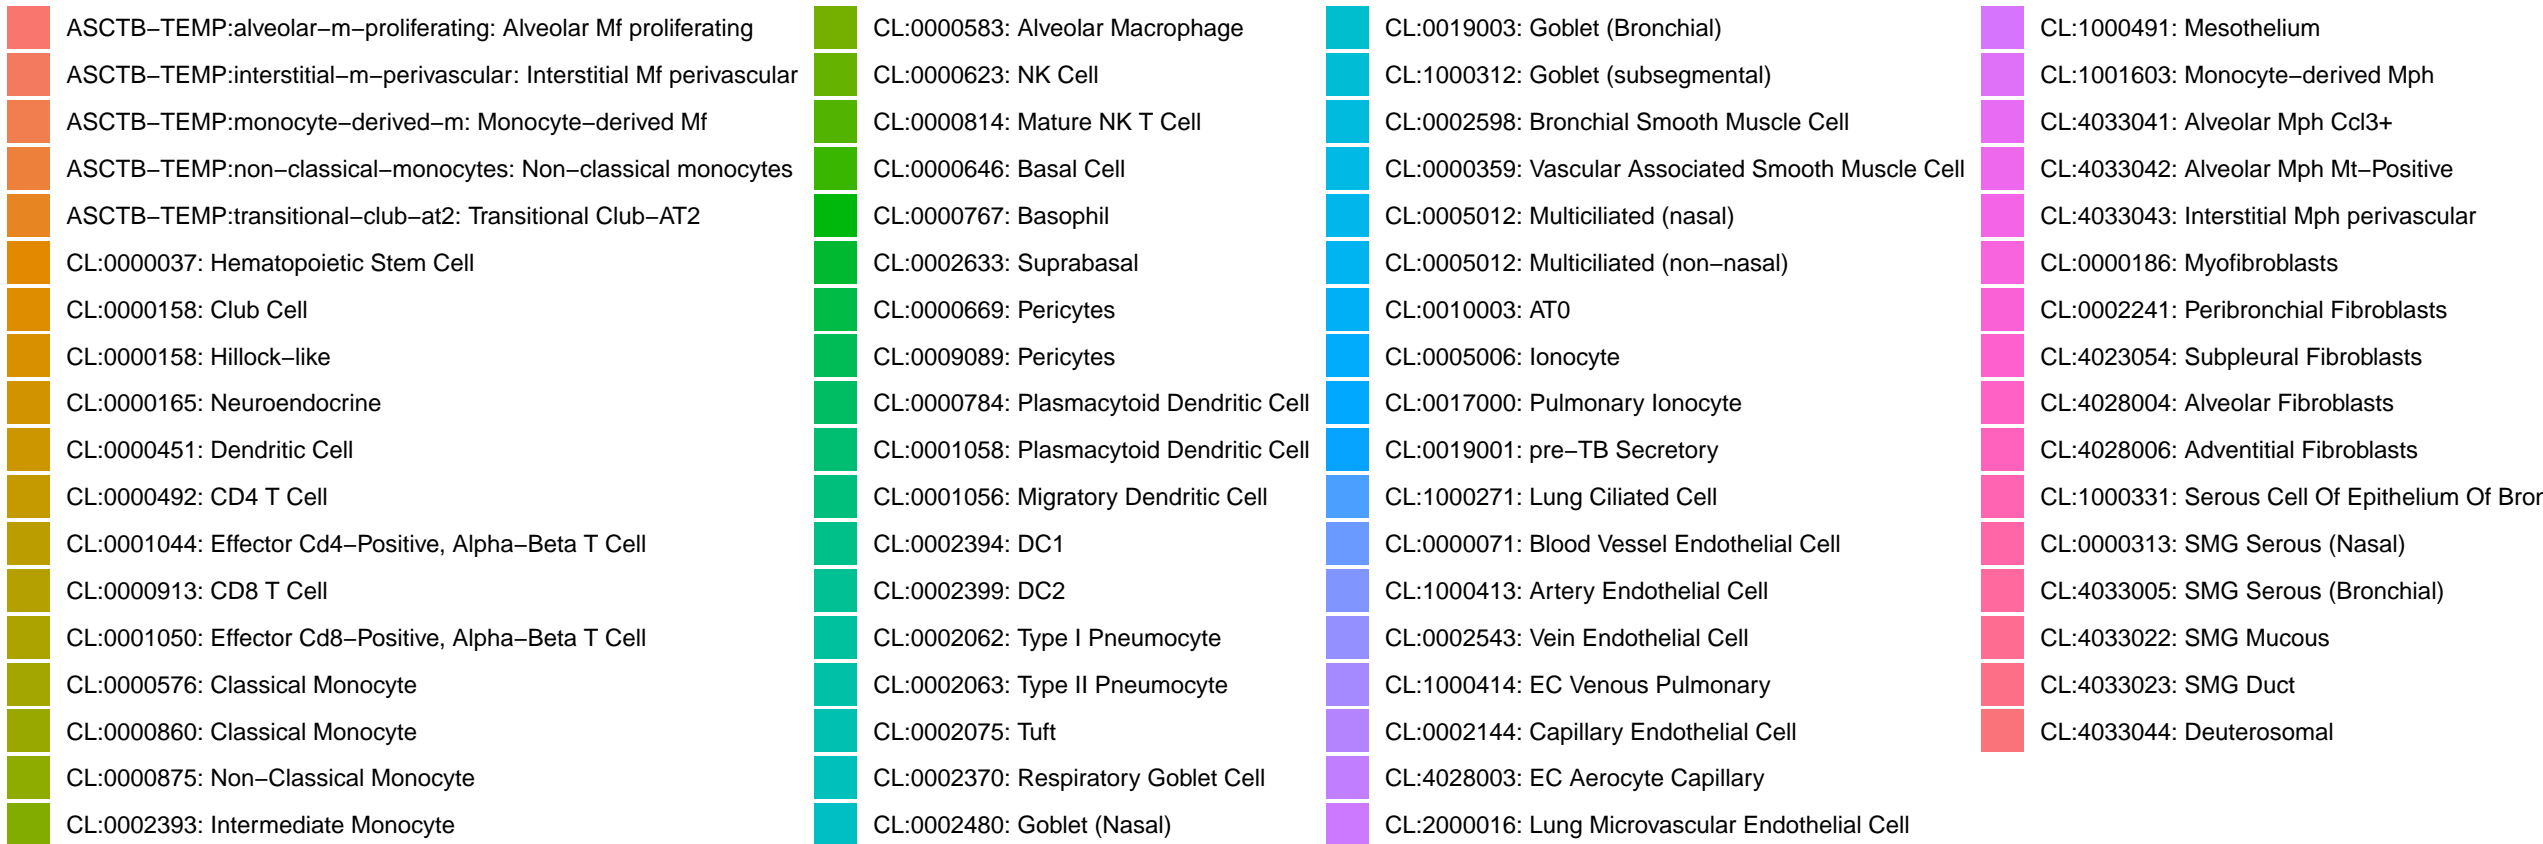 ASCTB−TEMP:alveolar−m−proliferating: Alveolar Mf proliferating
ASCTB−TEMP:interstitial−m−perivascular: Interstitial Mf perivascular
ASCTB−TEMP:monocyte−derived−m: Monocyte−derived Mf
ASCTB−TEMP:non−classical−monocytes: Non−classical monocytes
ASCTB−TEMP:transitional−club−at2: Transitional Club−AT2
CL:0000037: Hematopoietic Stem Cell
CL:0000158: Club Cell
CL:0000158: Hillock−like
CL:0000165: Neuroendocrine
CL:0000451: Dendritic Cell
CL:0000492: CD4 T Cell
CL:0001044: Effector Cd4−Positive, Alpha−Beta T Cell
CL:0000913: CD8 T Cell
CL:0001050: Effector Cd8−Positive, Alpha−Beta T Cell
CL:0000576: Classical Monocyte
CL:0000860: Classical Monocyte
CL:0000875: Non−Classical Monocyte
CL:0002393: Intermediate Monocyte
CL:0000583: Alveolar Macrophage
CL:0000623: NK Cell
CL:0000814: Mature NK T Cell
CL:0000646: Basal Cell
CL:0000767: Basophil
CL:0002633: Suprabasal
CL:0000669: Pericytes
CL:0009089: Pericytes
CL:0000784: Plasmacytoid Dendritic Cell
CL:0001058: Plasmacytoid Dendritic Cell
CL:0001056: Migratory Dendritic Cell
CL:0002394: DC1
CL:0002399: DC2
CL:0002062: Type I Pneumocyte
CL:0002063: Type II Pneumocyte
CL:0002075: Tuft
CL:0002370: Respiratory Goblet Cell
CL:0002480: Goblet (Nasal)
CL:0019003: Goblet (Bronchial)
CL:1000312: Goblet (subsegmental)
CL:0002598: Bronchial Smooth Muscle Cell
CL:0000359: Vascular Associated Smooth Muscle Cell
CL:0005012: Multiciliated (nasal)
CL:0005012: Multiciliated (non−nasal)
CL:0010003: AT0
CL:0005006: Ionocyte
CL:0017000: Pulmonary Ionocyte
CL:0019001: pre−TB Secretory
CL:1000271: Lung Ciliated Cell
CL:0000071: Blood Vessel Endothelial Cell
CL:1000413: Artery Endothelial Cell
CL:0002543: Vein Endothelial Cell
CL:1000414: EC Venous Pulmonary
CL:0002144: Capillary Endothelial Cell
CL:4028003: EC Aerocyte Capillary
CL:2000016: Lung Microvascular Endothelial Cell
CL:1000491: Mesothelium
CL:1001603: Monocyte−derived Mph
CL:4033041: Alveolar Mph Ccl3+
CL:4033042: Alveolar Mph Mt−Positive
CL:4033043: Interstitial Mph perivascular
CL:0000186: Myofibroblasts
CL:0002241: Peribronchial Fibroblasts
CL:4023054: Subpleural Fibroblasts
CL:4028004: Alveolar Fibroblasts
CL:4028006: Adventitial Fibroblasts
CL:1000331: Serous Cell Of Epithelium Of Bron
CL:0000313: SMG Serous (Nasal)
CL:4033005: SMG Serous (Bronchial)
CL:4033022: SMG Mucous
CL:4033023: SMG Duct
CL:4033044: Deuterosomal